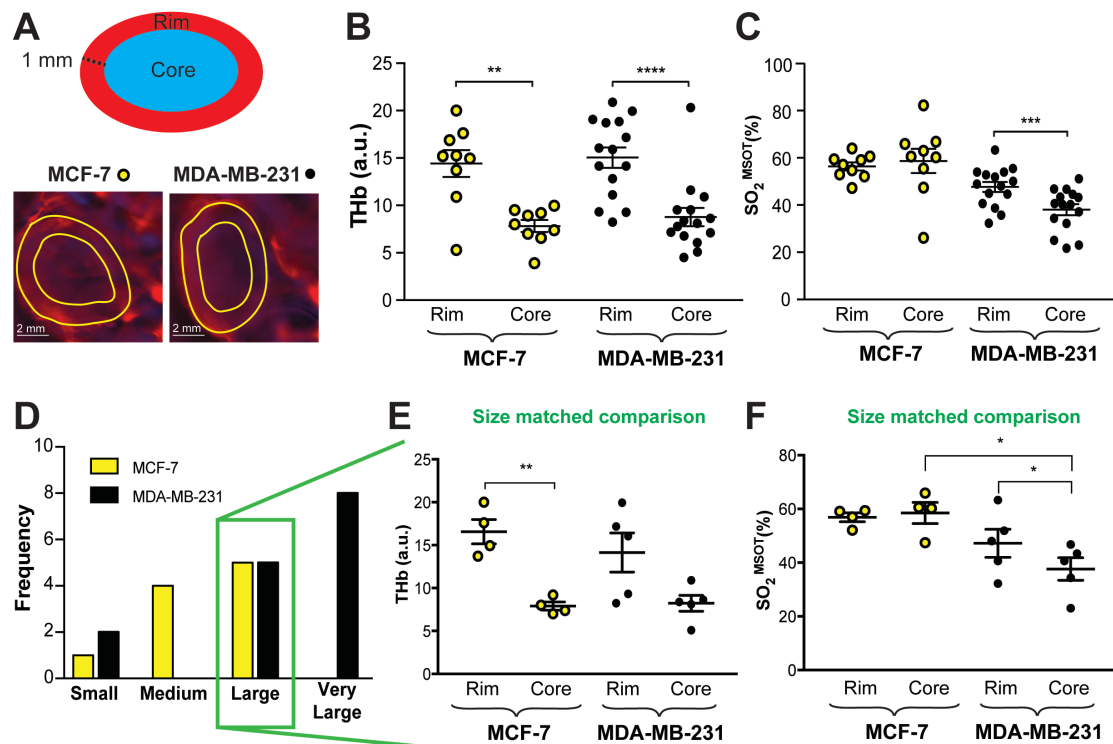 A
Rim
1 mm
Core
MCF-7
MDA-MB-231
2 mm
2 mm
B
THb (a.u.)
25
20
15
10
5
0
**
****
Rim
Core
Rim
Core
MCF-7
MDA-MB-231
C
SO2 MSOT(%)
100
80
60
40
20
0
***
Rim
Core
Rim
Core
MCF-7
MDA-MB-231
D
Frequency
10
8
6
4
2
0
MCF-7
MDA-MB-231
Small
Medium
Large
Very
Large
E
Size matched comparison
THb (a.u.)
25
20
15
10
5
0
**
Rim
Core
Rim
Core
MCF-7
MDA-MB-231
F
Size matched comparison
SO2 MSOT(%)
80
60
40
20
0
*
*
Rim
Core
Rim
Core
MCF-7
MDA-MB-231